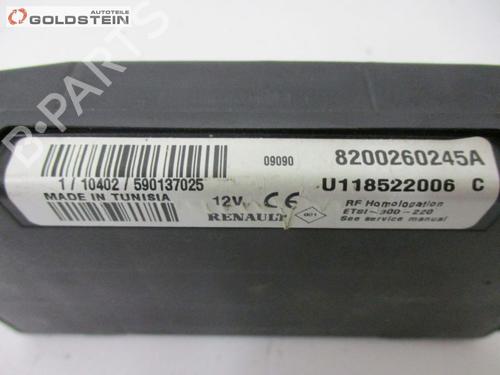 GOLDSTEIN
B-PARTS
09090
8200260245A
1 / 10402 / 590137025
U118522006 C
MADE IN TUNISIA
12V
CE
RENAULT
001
RF Homologation
ETSI-300-220
See service manual